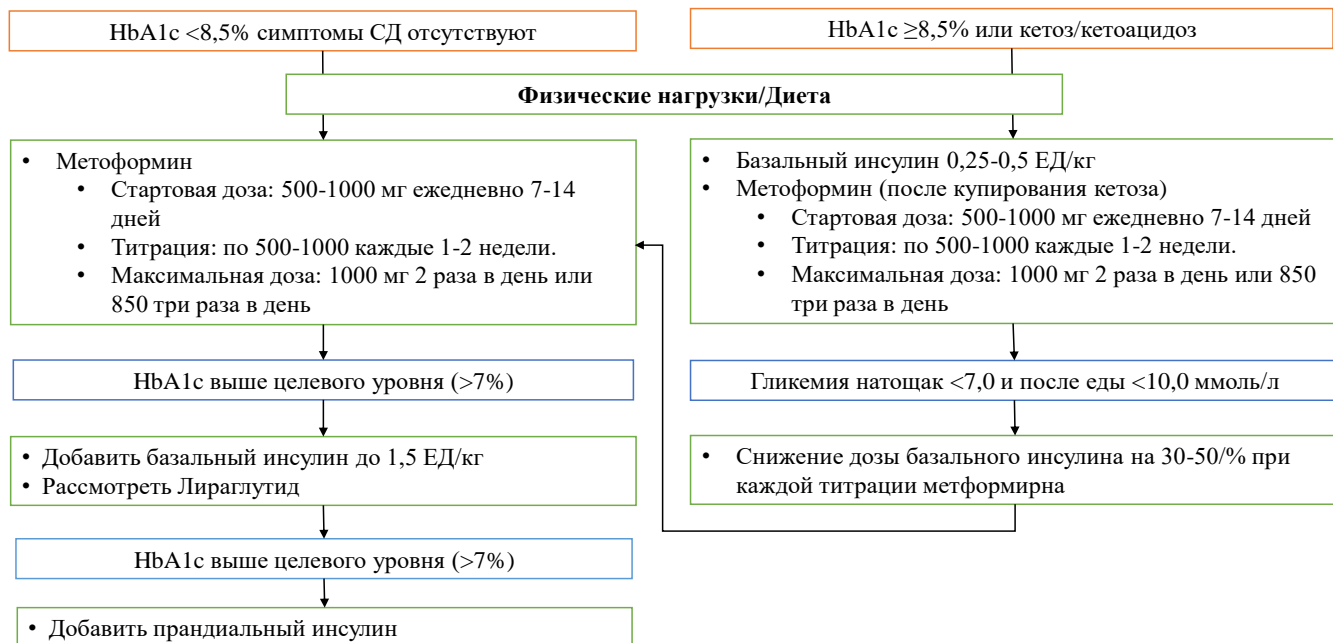 HbA1c <8,5% симптомы СД отсутствуют
HbA1c ≥8,5% или кетоз/кетоацидоз
Физические нагрузки/Диета
• Метоформин
• Стартовая доза: 500-1000 мг ежедневно 7-14
дней
• Титрация: по 500-1000 каждые 1-2 недели.
• Максимальная доза: 1000 мг 2 раза в день или
850 три раза в день
• Базальный инсулин 0,25-0,5 ЕД/кг
• Метоформин (после купирования кетоза)
• Стартовая доза: 500-1000 мг ежедневно 7-14 дней
• Титрация: по 500-1000 каждые 1-2 недели.
• Максимальная доза: 1000 мг 2 раза в день или 850
три раза в день
HbA1c выше целевого уровня (>7%)
Гликемия натощак <7,0 и после еды <10,0 ммоль/л
• Добавить базальный инсулин до 1,5 ЕД/кг
• Рассмотреть Лираглутид
• Снижение дозы базального инсулина на 30-50/% при
каждой титрации метформирна
HbA1c выше целевого уровня (>7%)
• Добавить прандиальный инсулин